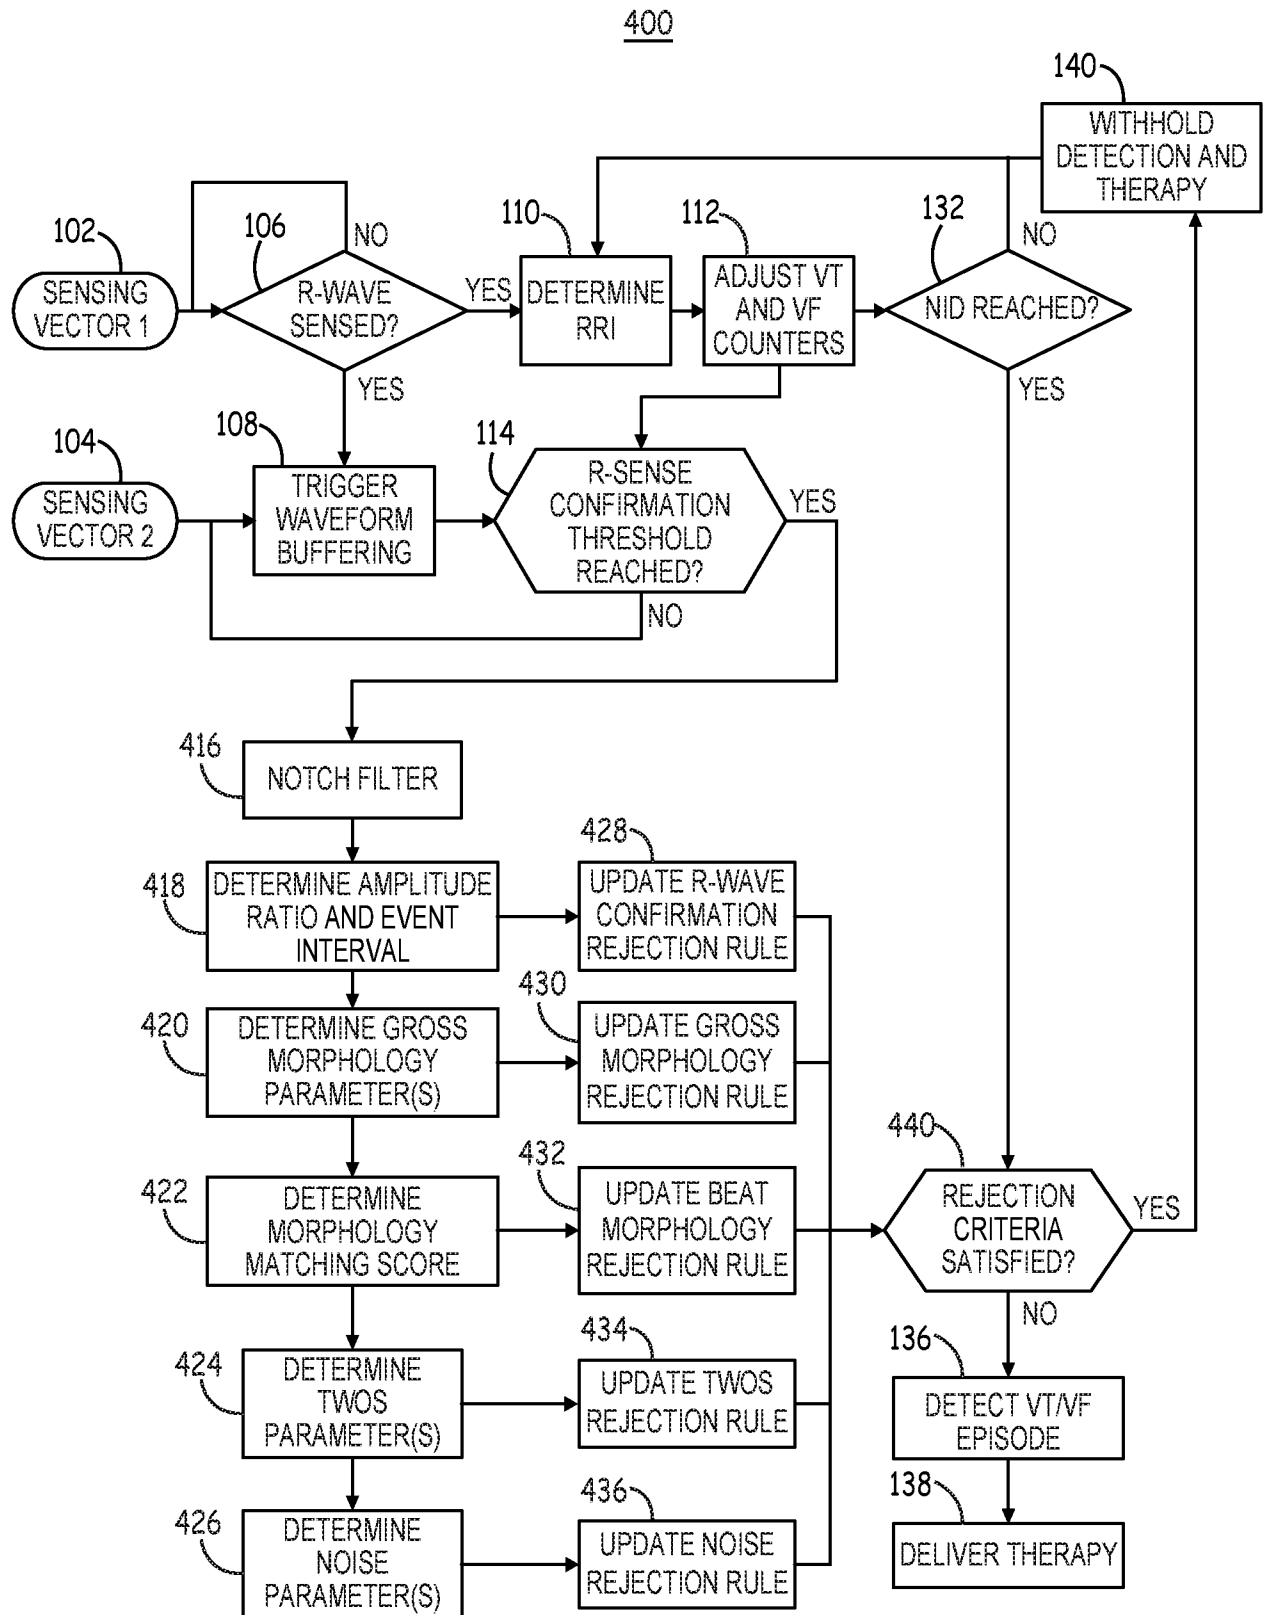 400
140
WITHHOLD
DETECTION AND
THERAPY
102
SENSING
VECTOR 1
106
NO
R-WAVE
SENSED?
YES
YES
110
DETERMINE
RRI
112
ADJUST VT
AND VF
COUNTERS
132
NO
NID REACHED?
YES
104
SENSING
VECTOR 2
108
TRIGGER
WAVEFORM
BUFFERING
114
R-SENSE
CONFIRMATION
THRESHOLD
REACHED?
YES
NO
416
NOTCH FILTER
418
DETERMINE AMPLITUDE
RATIO AND EVENT
INTERVAL
428
UPDATE R-WAVE
CONFIRMATION
REJECTION RULE
420
DETERMINE GROSS
MORPHOLOGY
PARAMETER(S)
430
UPDATE GROSS
MORPHOLOGY
REJECTION RULE
422
DETERMINE
MORPHOLOGY
MATCHING SCORE
432
UPDATE BEAT
MORPHOLOGY
REJECTION RULE
440
REJECTION
CRITERIA
SATISFIED?
YES
NO
424
DETERMINE
TWOS
PARAMETER(S)
434
UPDATE TWOS
REJECTION RULE
136
DETECT VT/VF
EPISODE
426
DETERMINE
NOISE
PARAMETER(S)
436
UPDATE NOISE
REJECTION RULE
138
DELIVER THERAPY